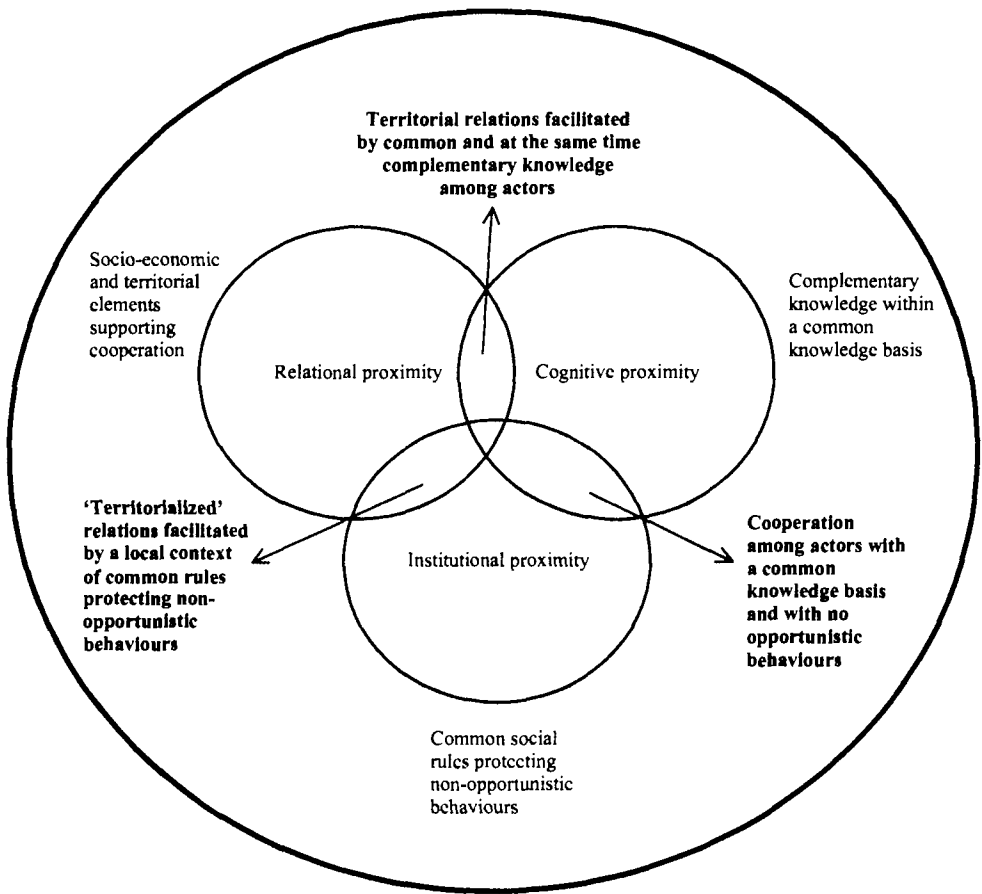 Territorial relations facilitated
by common and at the same time
complementary knowledge
among actors
Socio-economic
and territorial
elements
supporting
cooperation
Complementary
knowledge within
a common
knowledge basis
Relational proximity
Cognitive proximity
'Territorialized'
relations facilitated
by a local context
of common rules
protecting non-
opportunistic
behaviours
Institutional proximity
Cooperation
among actors with
a common
knowledge basis
and with no
opportunistic
behaviours
Common social
rules protecting
non-opportunistic
behaviours